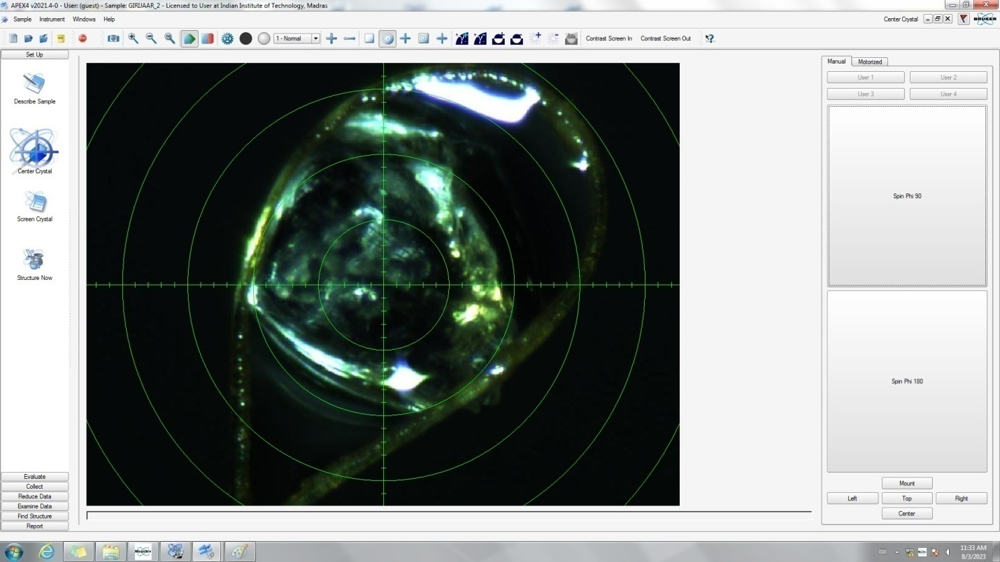 APEX4 v2021.4-0 - User: (guest) - Sample: GIRIJAAR_2 - Licensed to User at Indian Institute of Technology, Madras
Sample Instrument Windows Help
Center Crystal
BRUKER
1 - Normal
Contrast Screen In Contrast Screen Out
Set Up
Describe Sample
Center Crystal
Screen Crystal
Structure Now
Evaluate
Collect
Reduce Data
Examine Data
Find Structure
Report
Manual Motorized
User 1 User 2
User 3 User 4
Spin Phi 90
Spin Phi 180
Mount
Left Top Right
Center
MeasSrv
11:33 AM
8/3/2023